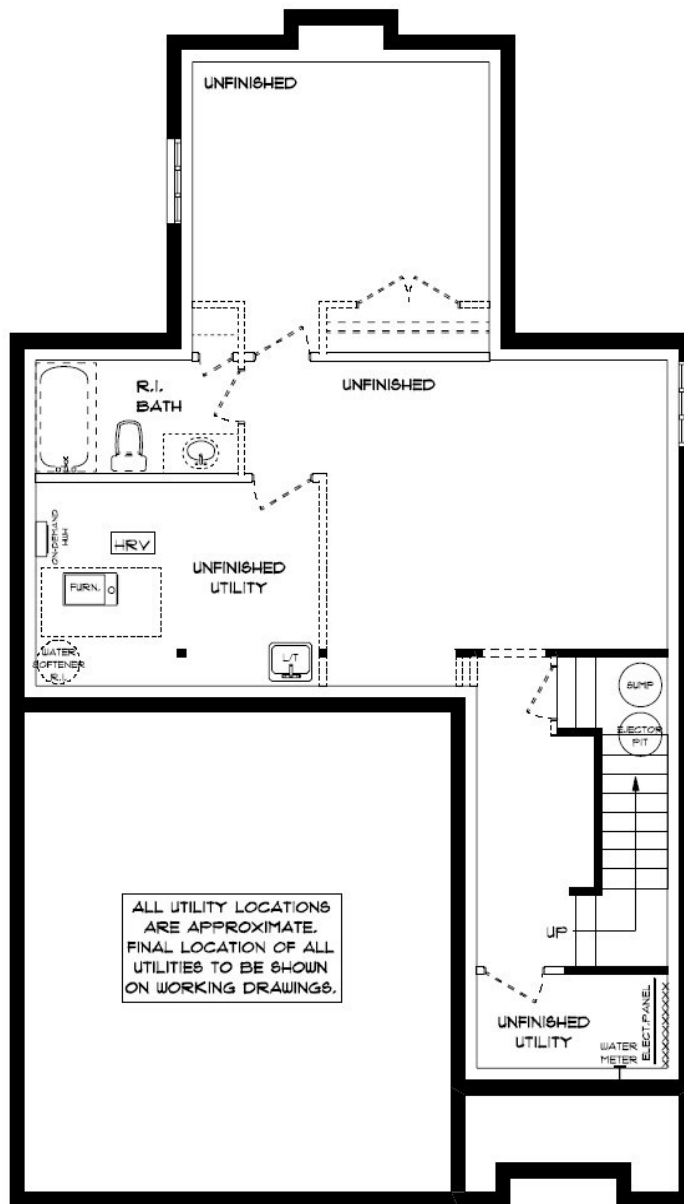 UNFINISHED
R.I.
BATH
UNFINISHED
ON-DEMAND
HWH
HRV
UNFINISHED
UTILITY
FURN.
WATER
SOFTENER
R.I.
L/T
SUMP
EJECTOR
PIT
ALL UTILITY LOCATIONS
ARE APPROXIMATE.
FINAL LOCATION OF ALL
UTILITIES TO BE SHOWN
ON WORKING DRAWINGS.
UP
UNFINISHED
UTILITY
WATER
METER
ELECT.PANEL